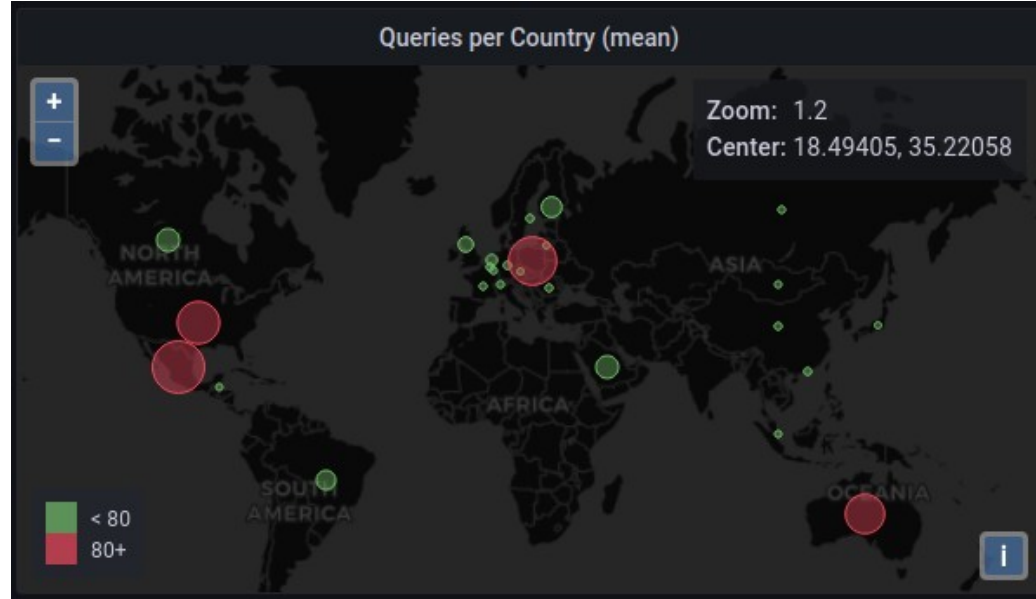 Queries per Country (mean)
+
−
Zoom: 1.2
Center: 18.49405, 35.22058
NORTH
AMERICA
ASIA
AFRICA
OCEANIA
SOUTH
AMERICA
< 80
80+
i